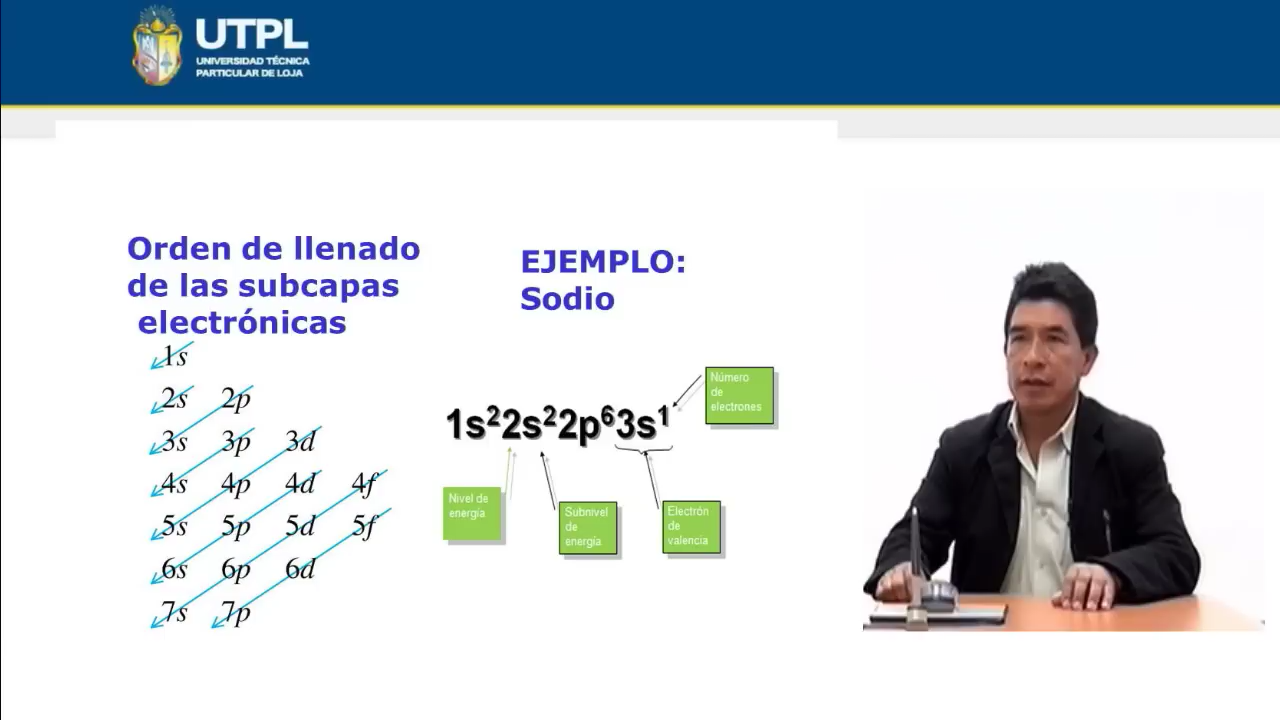 UTPL
UNIVERSIDAD TÉCNICA
PARTICULAR DE LOJA
Orden de llenado
de las subcapas
electrónicas
1s
2s 2p
3s 3p 3d
4s 4p 4d 4f
5s 5p 5d 5f
6s 6p 6d
7s 7p
EJEMPLO:
Sodio
Número
de
electrones
1s²2s²2p⁶3s¹
Nivel de
energía
Subnivel
de
energía
Electrón
de
valencia